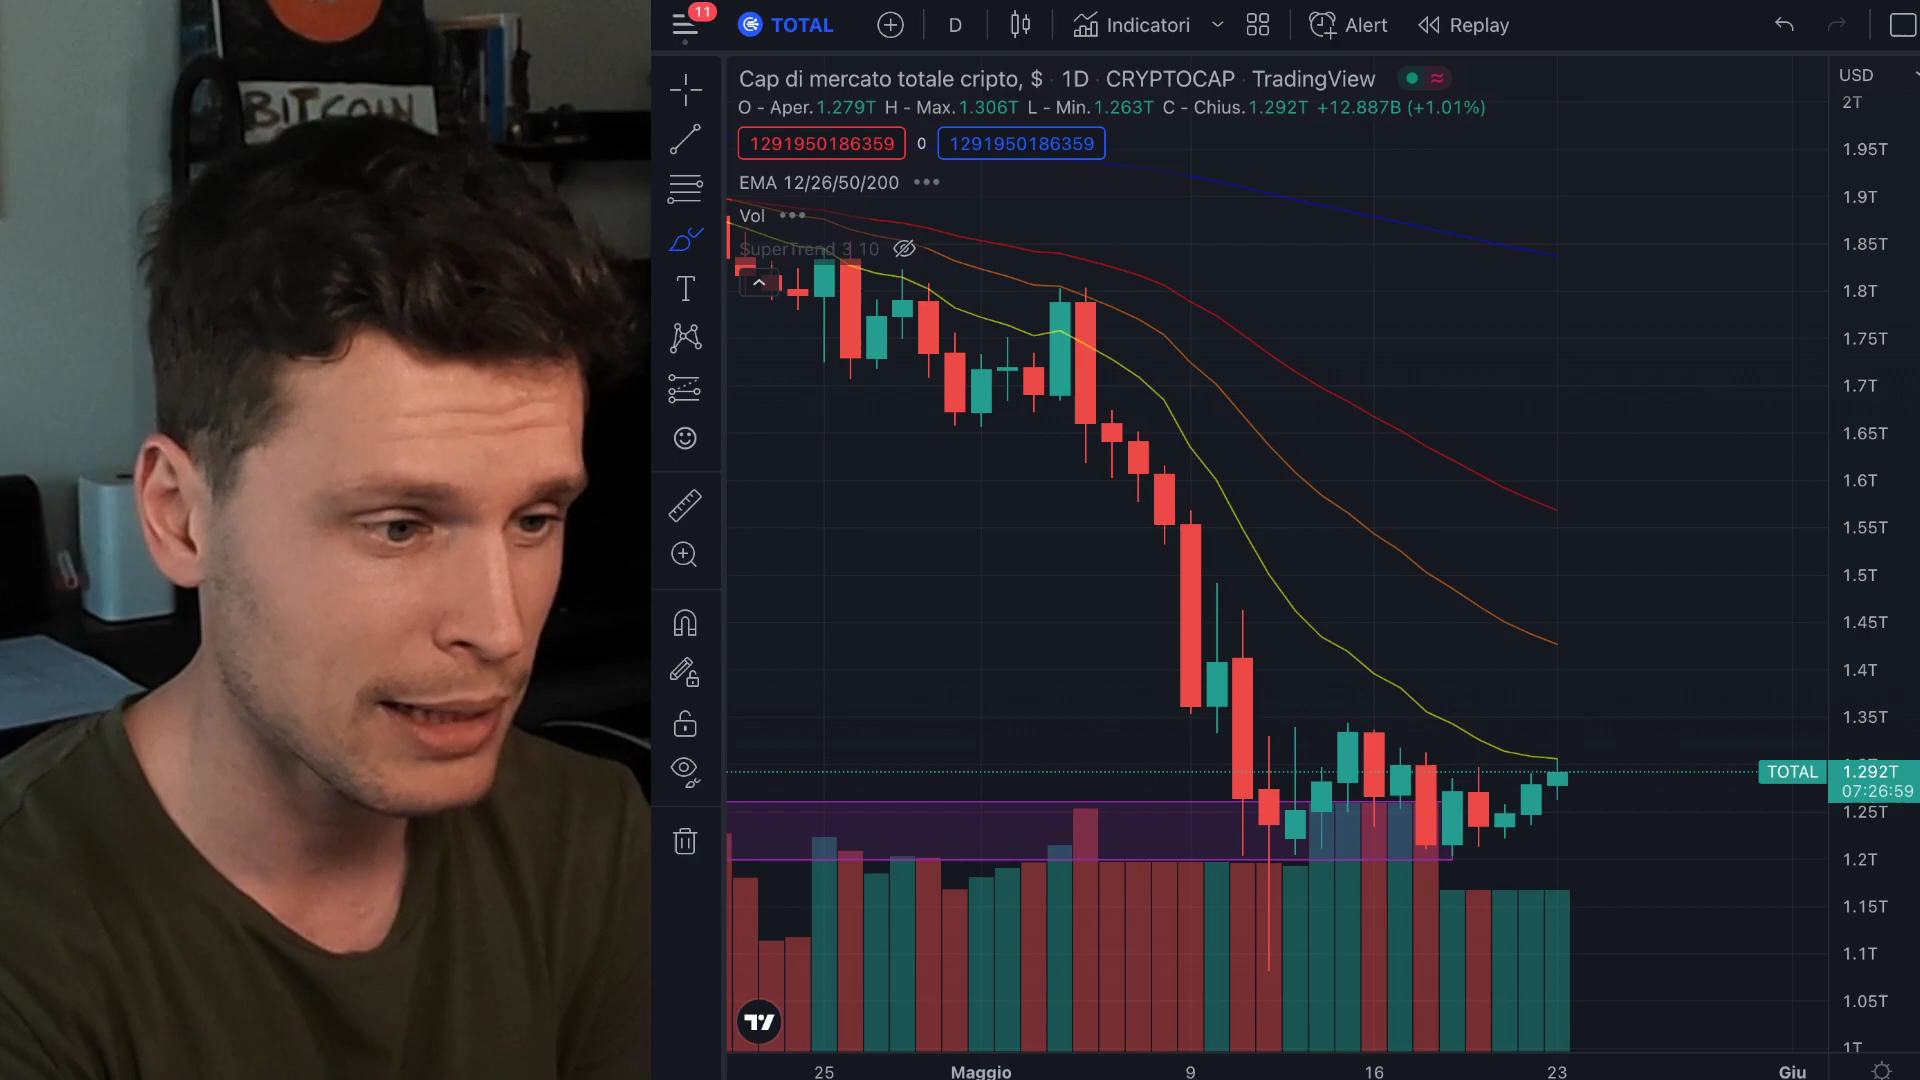 11
TOTAL
D
Indicatori
Alert
Replay
BITCOIN
Cap di mercato totale cripto, $ · 1D · CRYPTOCAP · TradingView
O - Aper.1.279T H - Max.1.306T L - Min.1.263T C - Chius.1.292T +12.887B (+1.01%)
1291950186359 0 1291950186359
EMA 12/26/50/200
Vol
SuperTrend 3 10
USD
2T
1.95T
1.9T
1.85T
1.8T
1.75T
1.7T
1.65T
1.6T
1.55T
1.5T
1.45T
1.4T
1.35T
TOTAL 1.292T
07:26:59
1.25T
1.2T
1.15T
1.1T
1.05T
1T
25 Maggio 9 16 23 Giu